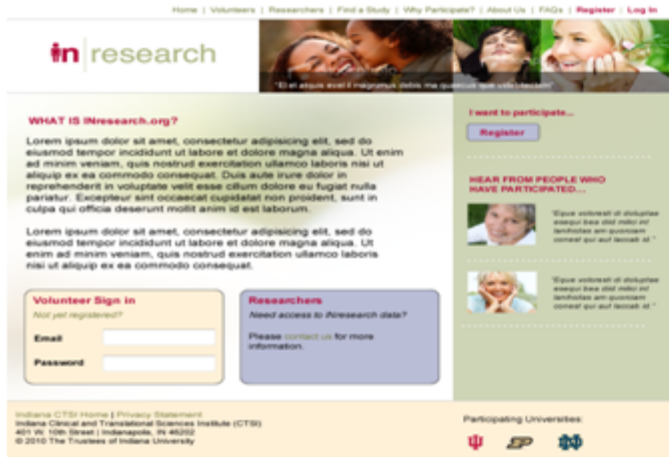 Home | Volunteers | Researchers | Find a Study | Why Participate? | About Us | FAQs | Register | Log In
in research
WHAT IS INresearch.org?
Lorem ipsum dolor sit amet, consectetur adipisicing elit, sed do
eiusmod tempor incididunt ut labore et dolore magna aliqua. Ut enim
ad minim veniam, quis nostrud exercitation ullamco laboris nisi ut
aliquip ex ea commodo consequat. Duis aute irure dolor in
reprehenderit in voluptate velit esse cillum dolore eu fugiat nulla
pariatur. Excepteur sint occaecat cupidatat non proident, sunt in
culpa qui officia deserunt mollit anim id est laborum.
Lorem ipsum dolor sit amet, consectetur adipisicing elit, sed do
eiusmod tempor incididunt ut labore et dolore magna aliqua. Ut
enim ad minim veniam, quis nostrud exercitation ullamco laboris
nisi ut aliquip ex ea commodo consequat.
Volunteer Sign in
Not yet registered?
Email
Password
Researchers
Need access to INresearch data?
Please contact us for more
information.
I want to participate...
Register
HEAR FROM PEOPLE WHO
HAVE PARTICIPATED...
Indiana CTSI Home | Privacy Statement
Indiana Clinical and Translational Sciences Institute (CTSI)
401 W. 10th Street | Indianapolis, IN 46202
© 2010 The Trustees of Indiana University
Participating Universities: